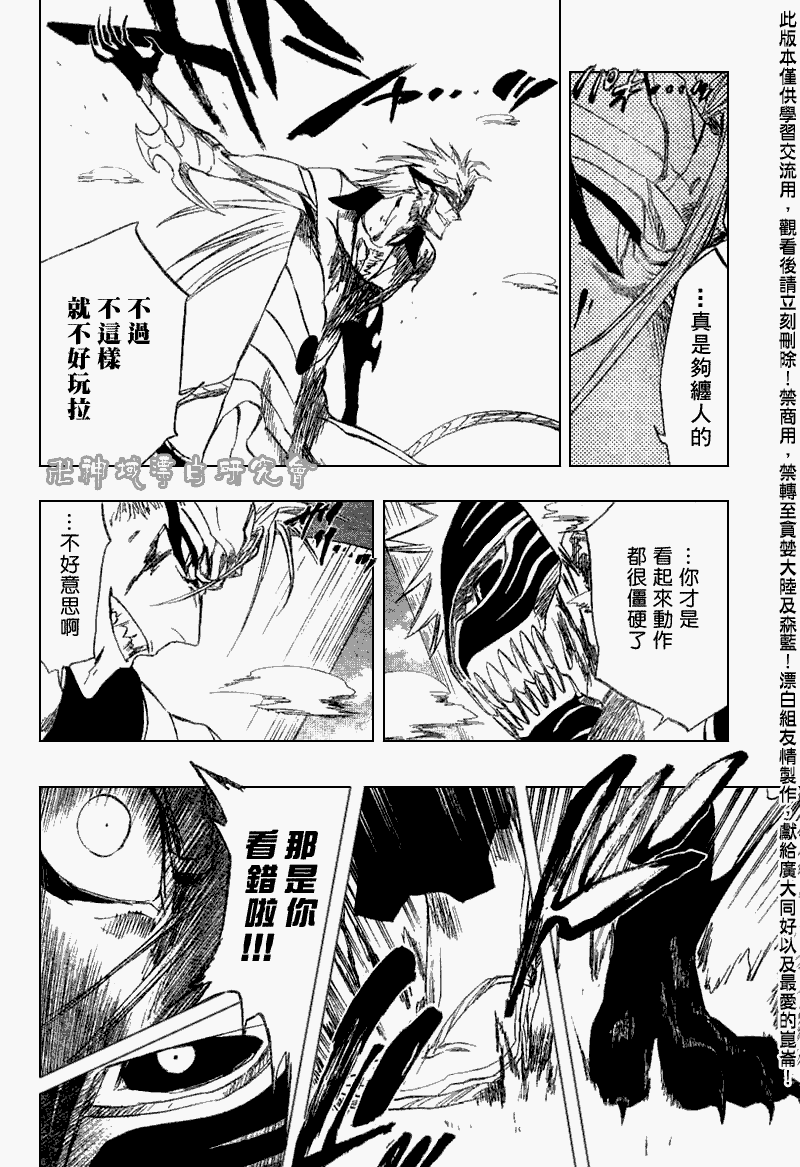 …真是夠纏人的
不過
不這樣
就不好玩拉
卍神域漂白研究會
…你才是
看起來動作
都很僵硬了
…不好意思啊
那是你
看錯啦!!!
此版本僅供學習交流用，觀看後請立刻刪除！禁商用，禁轉至貪婪大陸及森藍！漂白組友情製作，獻給廣大同好以及最愛的崑崙！